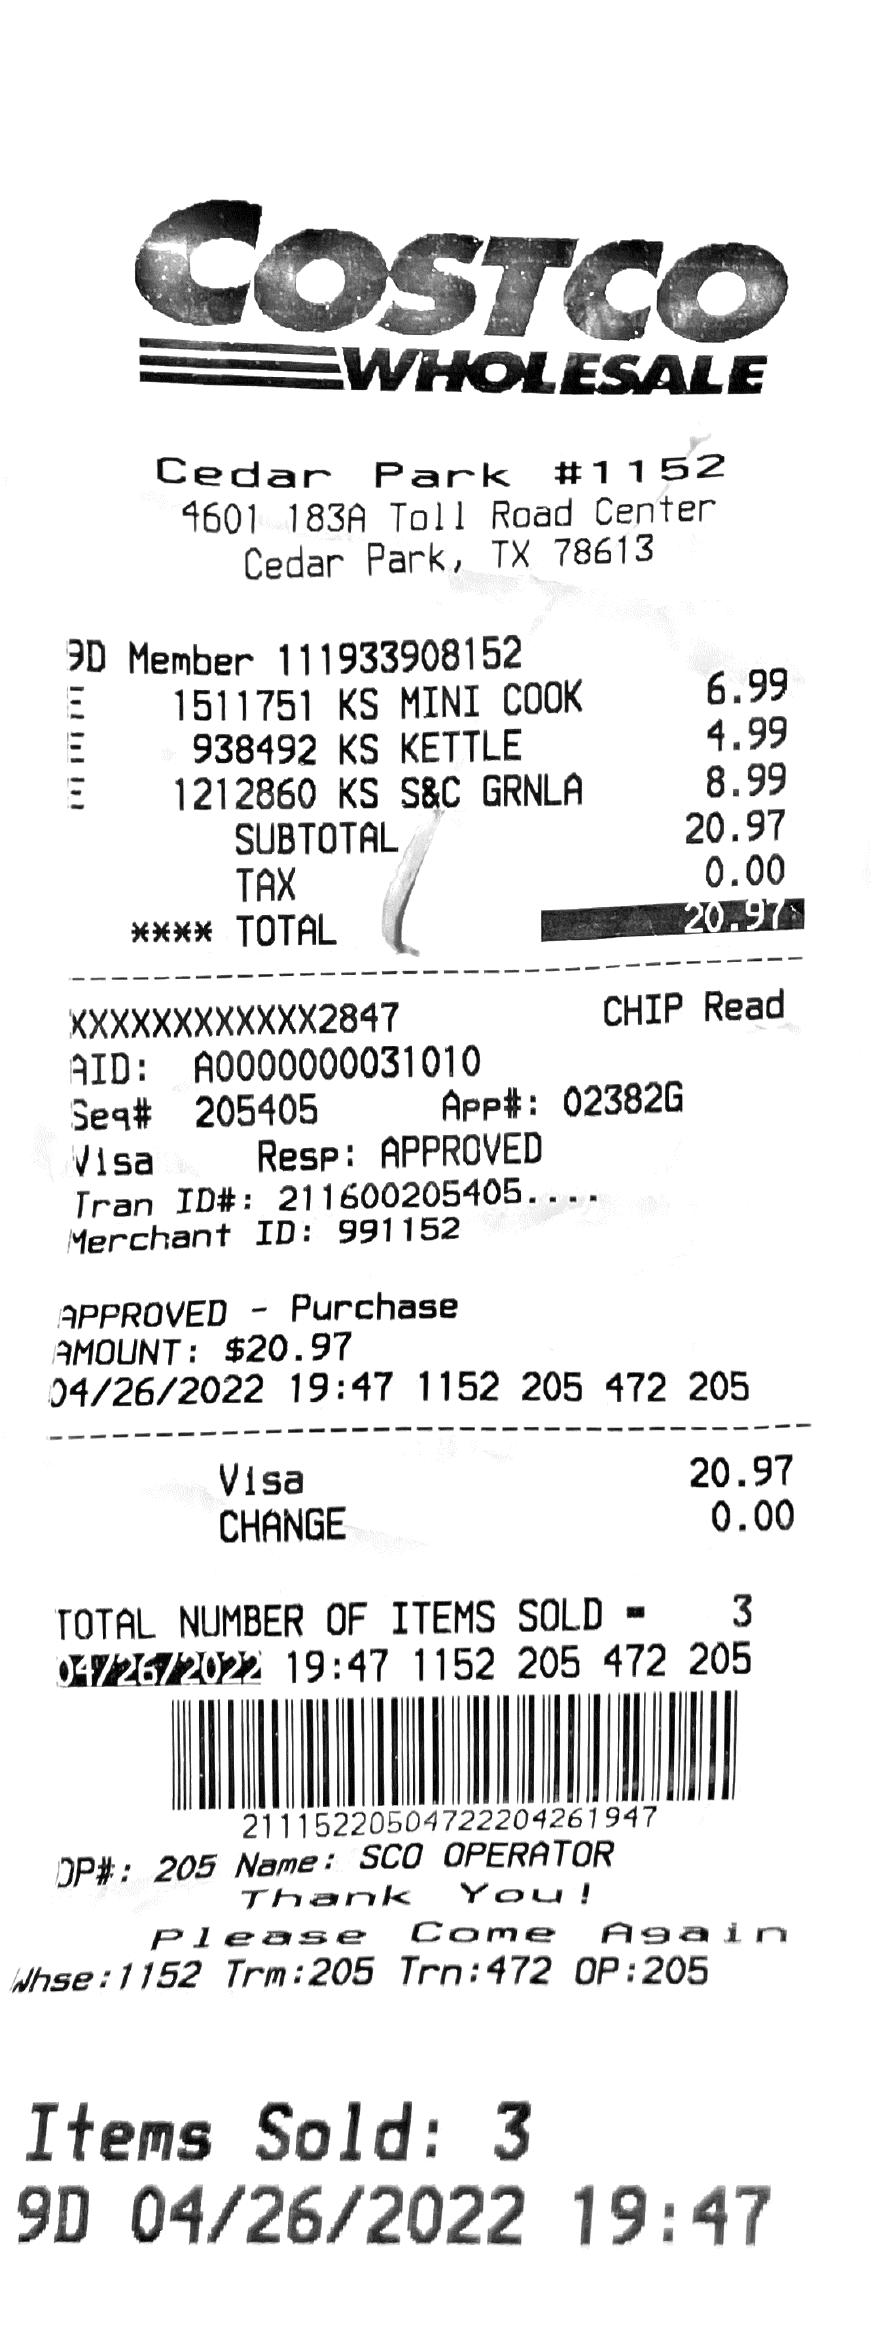 COSTCO
WHOLESALE
Cedar Park #1152
4601 183A Toll Road Center
Cedar Park, TX 78613
9D Member 111933908152
E 1511751 KS MINI COOK 6.99
E 938492 KS KETTLE 4.99
E 1212860 KS S&C GRNLA 8.99
SUBTOTAL 20.97
TAX 0.00
**** TOTAL 20.97
XXXXXXXXXXXX2847 CHIP Read
AID: A0000000031010
Seq# 205405 App#: 02382G
Visa Resp: APPROVED
Tran ID#: 211600205405....
Merchant ID: 991152
APPROVED - Purchase
AMOUNT: $20.97
04/26/2022 19:47 1152 205 472 205
Visa 20.97
CHANGE 0.00
TOTAL NUMBER OF ITEMS SOLD = 3
04/26/2022 19:47 1152 205 472 205
21115220504722204261947
OP#: 205 Name: SCO OPERATOR
Thank You!
Please Come Again
Whse:1152 Trm:205 Trn:472 OP:205
Items Sold: 3
9D 04/26/2022 19:47